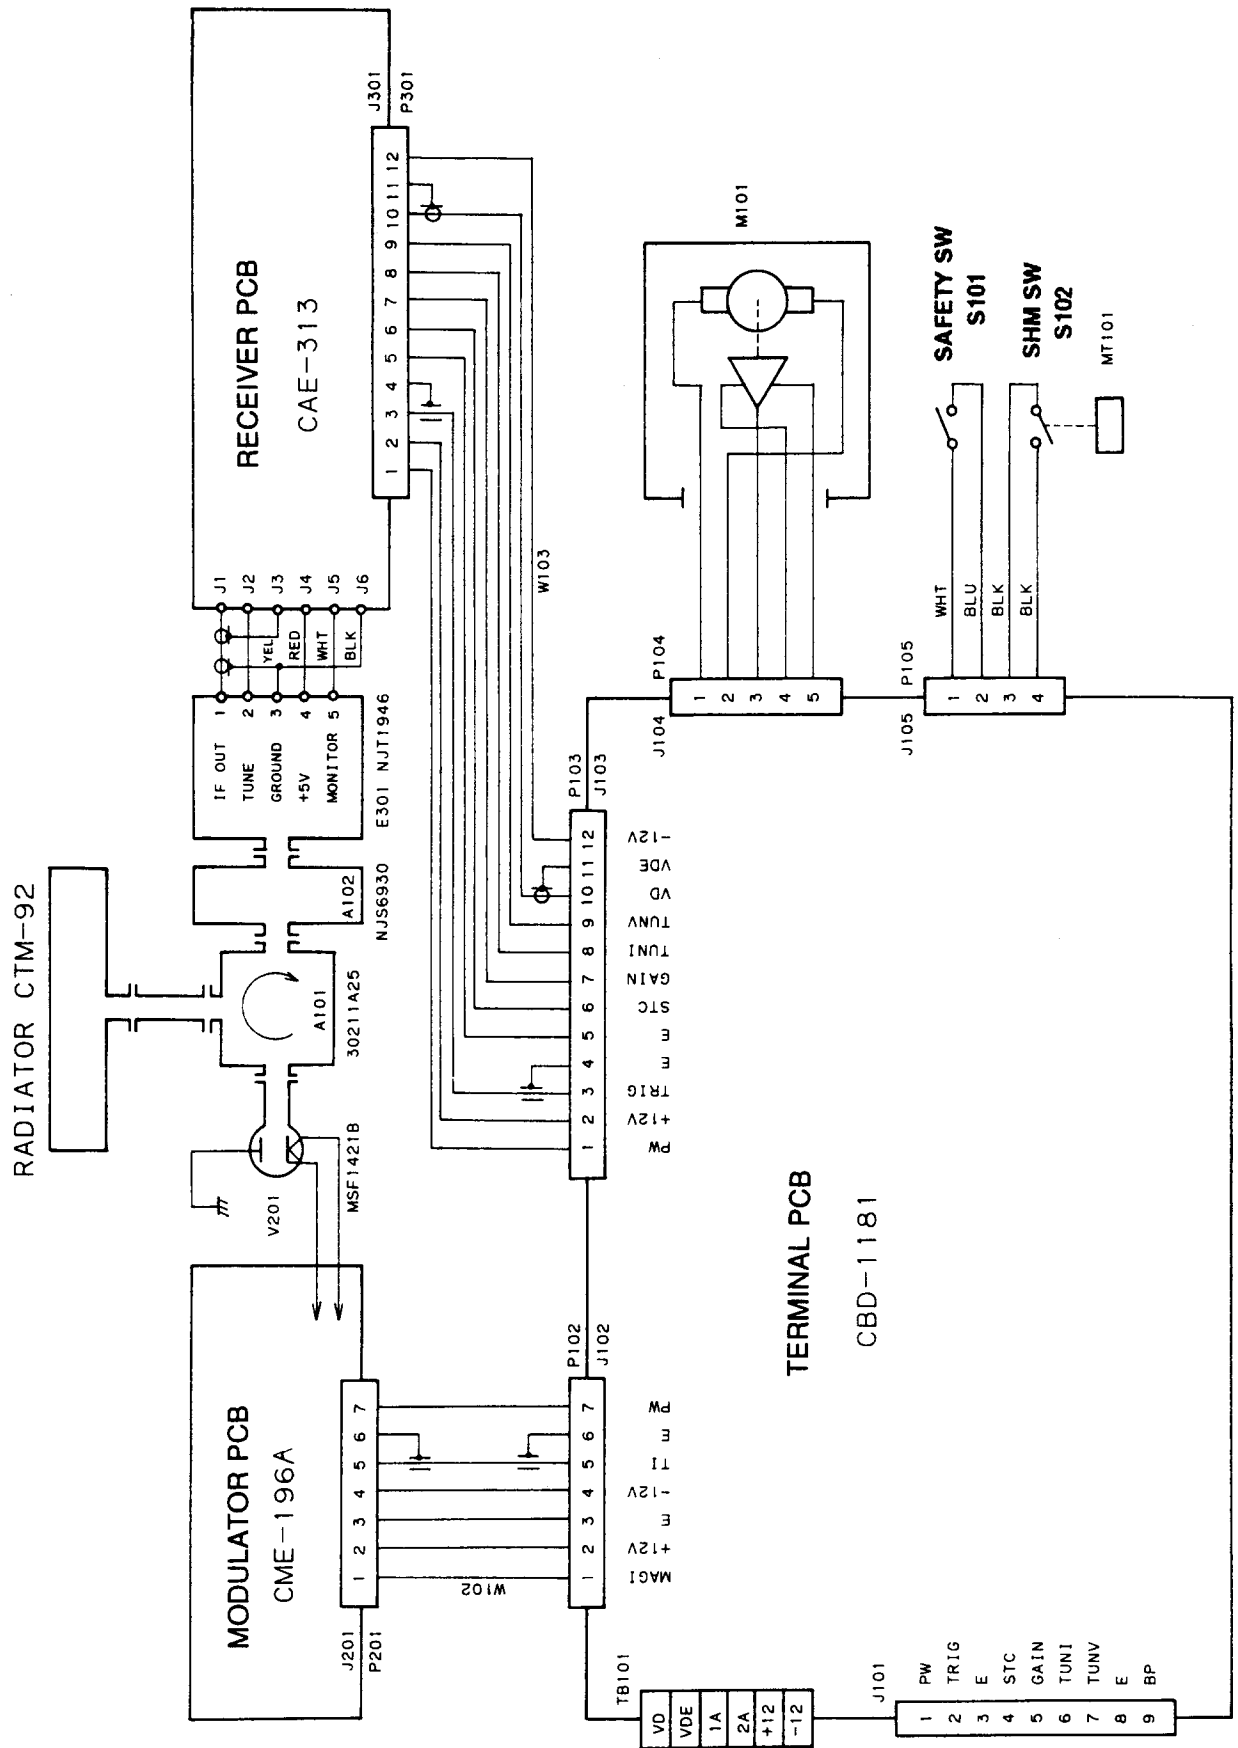 RADIATOR CTM-92
MODULATOR PCB
CME-196A
J201
P201
1 2 3 4 5 6 7
W102
P102
J102
1 2 3 4 5 6 7
MAGI
+12V
E
-12V
TI
E
PW
V201
MSF1421B
A101
30211A25
A102
NJS6930
E301 NJT1946
1 IF OUT
2 TUNE
3 GROUND
4 +5V
5 MONITOR
YEL
RED
WHT
BLK
J1
J2
J3
J4
J5
J6
RECEIVER PCB
CAE-313
J301
P301
1 2 3 4 5 6 7 8 9 10 11 12
W103
P103
J103
1 2 3 4 5 6 7 8 9 10 11 12
PW
+12V
TRIG
E
E
STC
GAIN
TUNI
TUNV
VD
VDE
-12V
TERMINAL PCB
CBD-1181
TB101
VD
VDE
1A
2A
+12
-12
J101
1 PW
2 TRIG
3 E
4 STC
5 GAIN
6 TUNI
7 TUNV
8 E
9 BP
J104
P104
1
2
3
4
5
M101
J105
P105
1 WHT
2 BLU
3 BLK
4 BLK
SAFETY SW
S101
SHM SW
S102
MT101